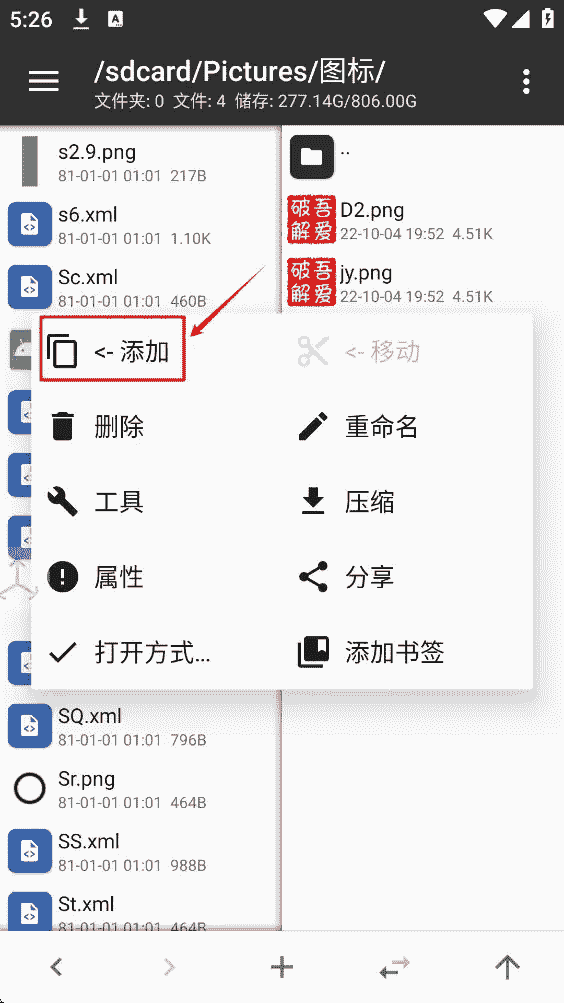 5:26
A
/sdcard/Pictures/图标/
文件夹: 0 文件: 4 储存: 277.14G/806.00G
s2.9.png
81-01-01 01:01 217B
s6.xml
81-01-01 01:01 1.10K
Sc.xml
81-01-01 01:01 460B
..
破吾
解爱
D2.png
22-10-04 19:52 4.51K
破吾
解爱
jy.png
22-10-04 19:52 4.51K
<- 添加
<- 移动
删除
重命名
工具
压缩
属性
分享
打开方式...
添加书签
SQ.xml
81-01-01 01:01 796B
Sr.png
81-01-01 01:01 464B
SS.xml
81-01-01 01:01 988B
St.xml
81-01-01 01:01 464B